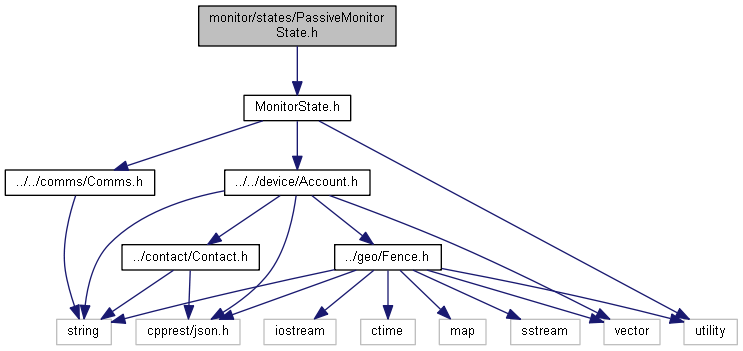 monitor/states/PassiveMonitor
State.h
MonitorState.h
../../comms/Comms.h
../../device/Account.h
../contact/Contact.h
../geo/Fence.h
string
cpprest/json.h
iostream
ctime
map
sstream
vector
utility